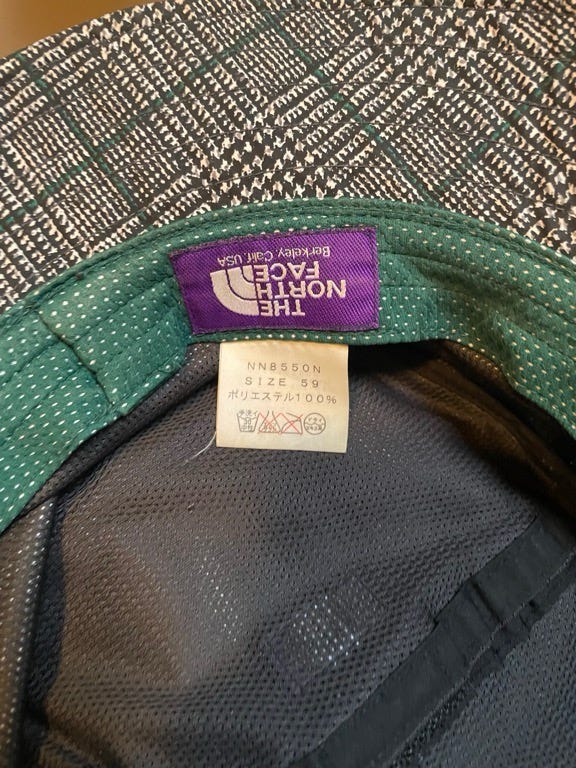 THE
NORTH
FACE
Berkeley Calif. USA
NN8550N
SIZE 59
ポリエステル100%